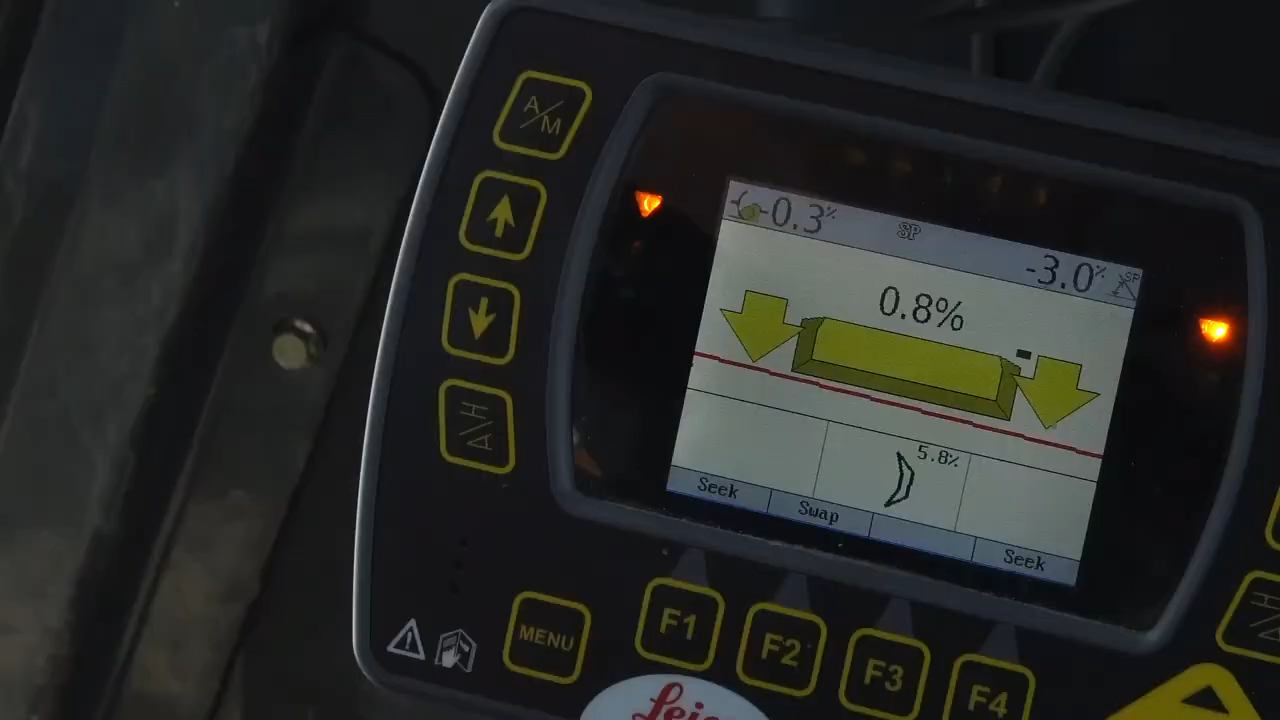 A/M
-0.3%
SP
-3.0%
SP
0.8%
5.8%
Seek
Swap
Seek
MENU
F1
F2
F3
F4